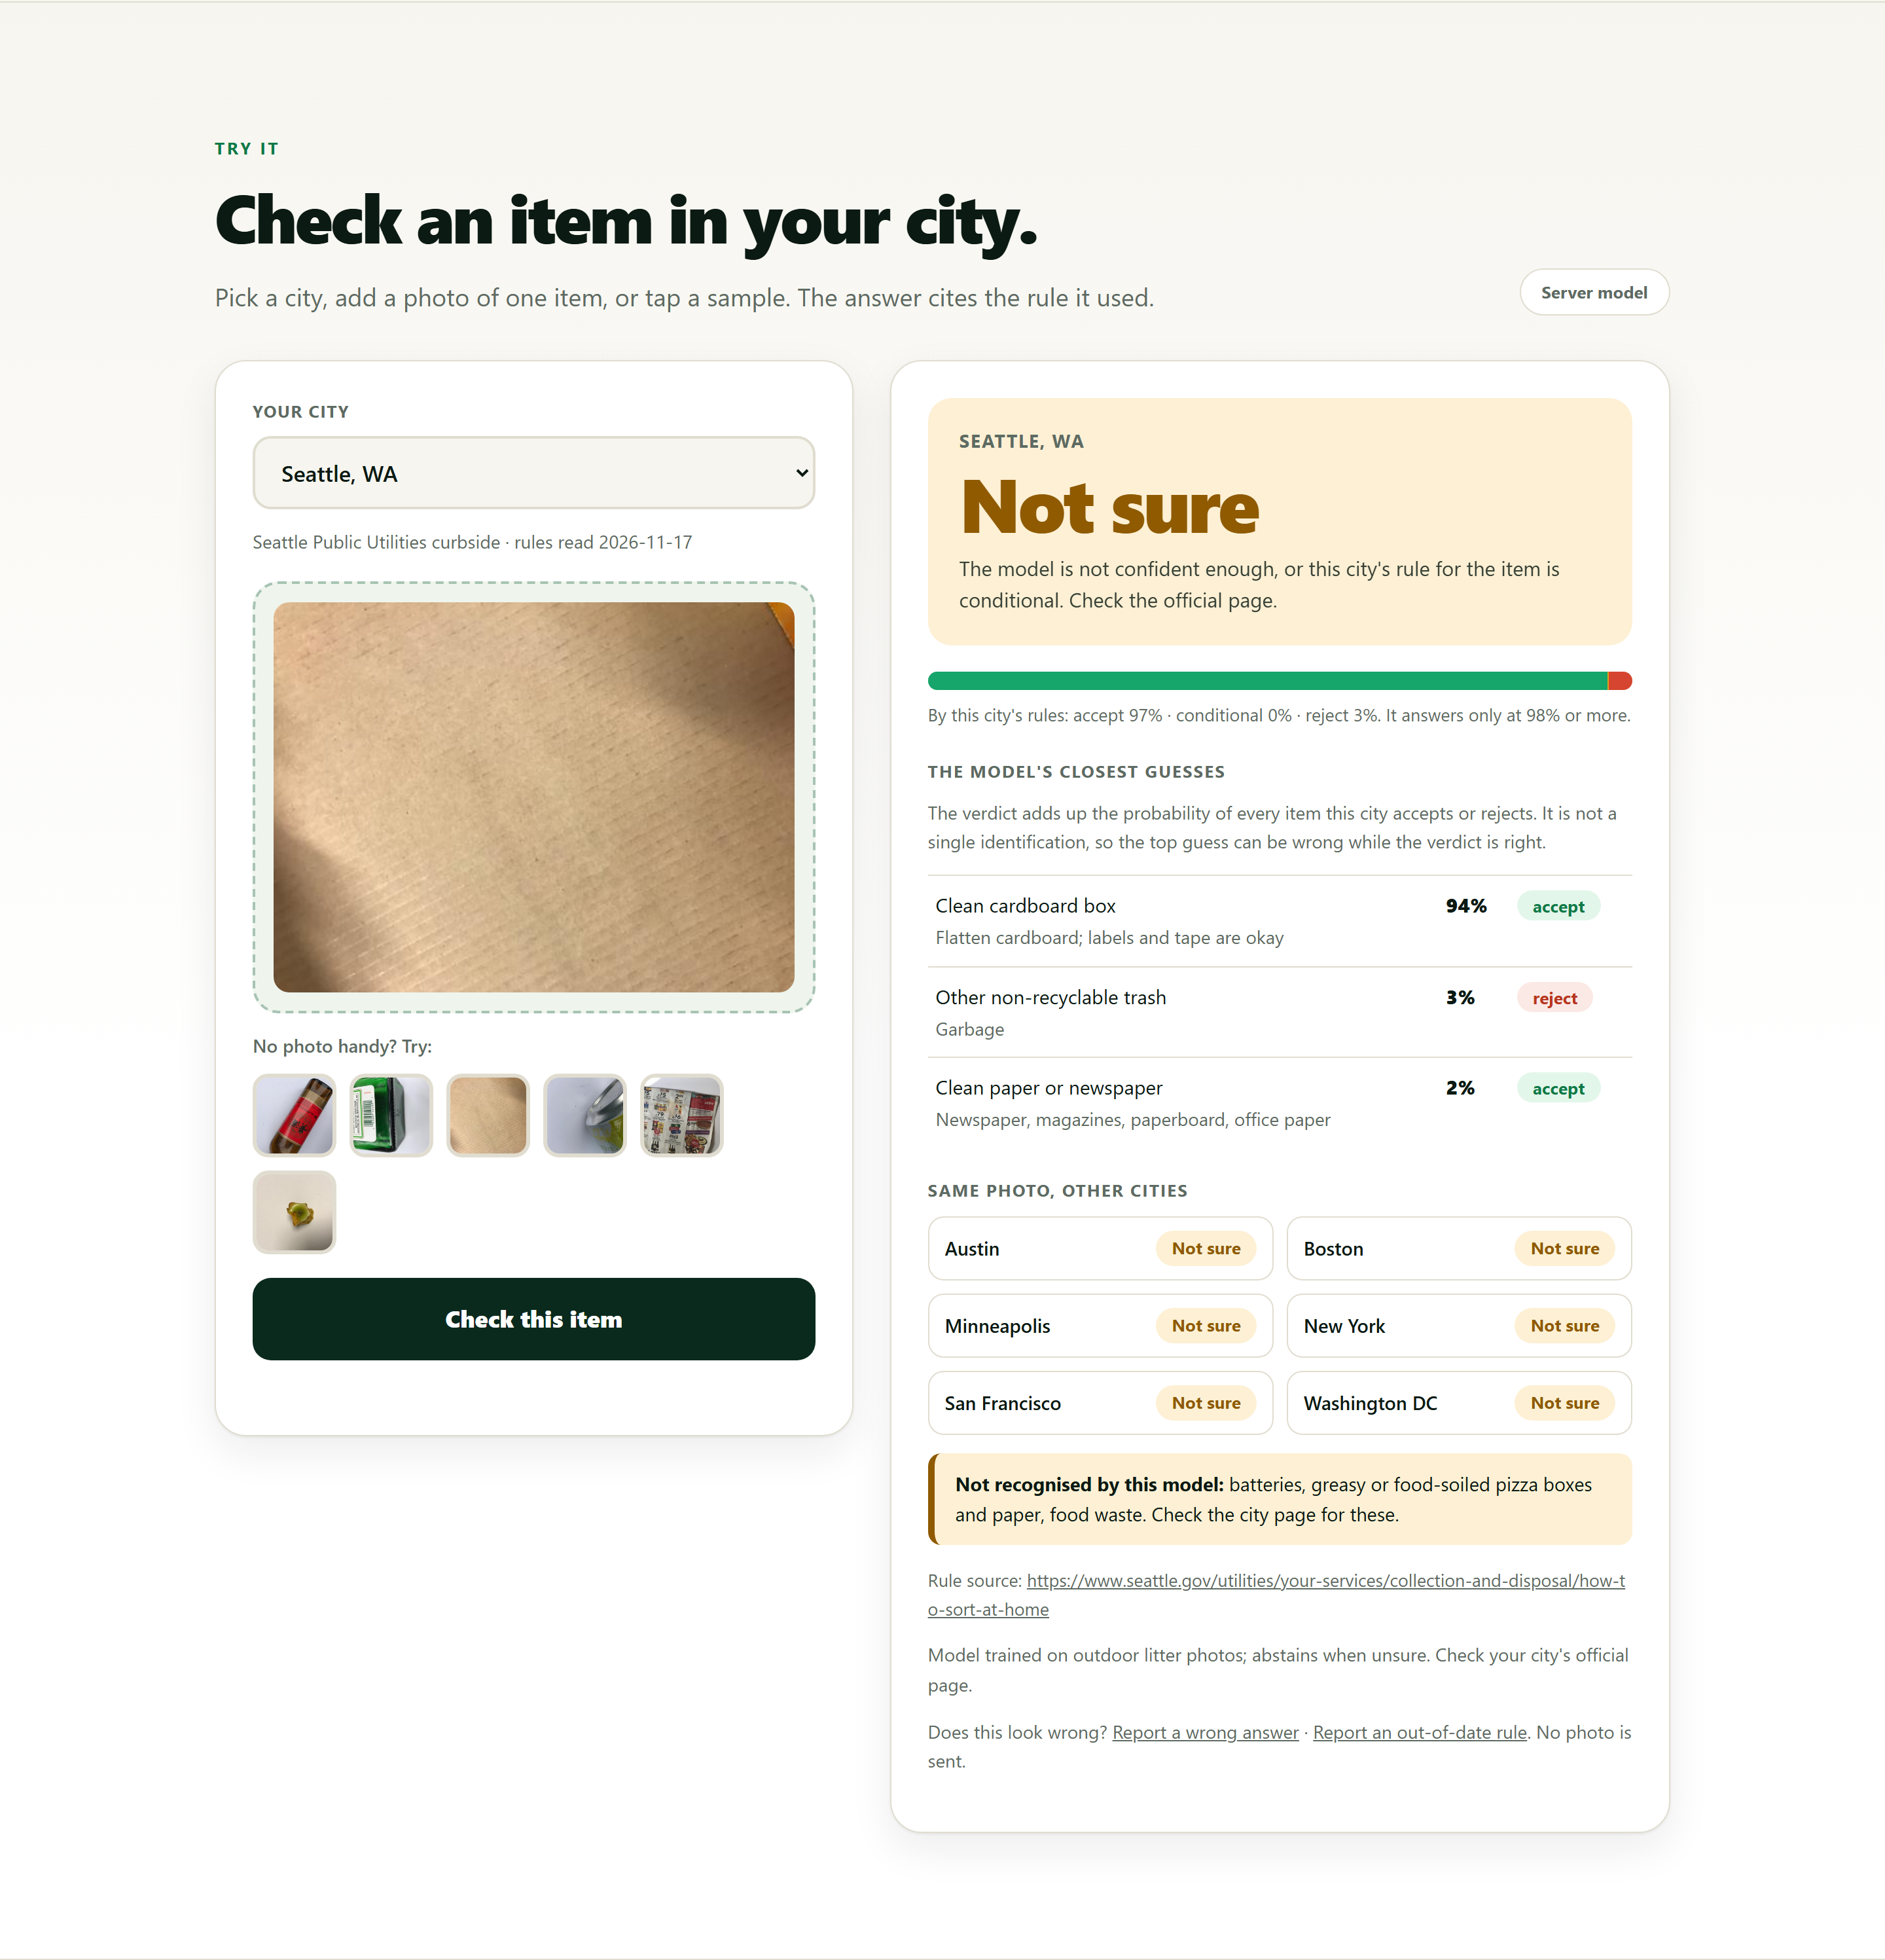 TRY IT
Check an item in your city.
Pick a city, add a photo of one item, or tap a sample. The answer cites the rule it used.
Server model
YOUR CITY
Seattle, WA
Seattle Public Utilities curbside · rules read 2026-11-17
No photo handy? Try:
Check this item
SEATTLE, WA
Not sure
The model is not confident enough, or this city's rule for the item is
conditional. Check the official page.
By this city's rules: accept 97% · conditional 0% · reject 3%. It answers only at 98% or more.
THE MODEL'S CLOSEST GUESSES
The verdict adds up the probability of every item this city accepts or rejects. It is not a
single identification, so the top guess can be wrong while the verdict is right.
Clean cardboard box 94% accept
Flatten cardboard; labels and tape are okay
Other non-recyclable trash 3% reject
Garbage
Clean paper or newspaper 2% accept
Newspaper, magazines, paperboard, office paper
SAME PHOTO, OTHER CITIES
Austin Not sure
Boston Not sure
Minneapolis Not sure
New York Not sure
San Francisco Not sure
Washington DC Not sure
Not recognised by this model: batteries, greasy or food-soiled pizza boxes
and paper, food waste. Check the city page for these.
Rule source: https://www.seattle.gov/utilities/your-services/collection-and-disposal/how-t
o-sort-at-home
Model trained on outdoor litter photos; abstains when unsure. Check your city's official
page.
Does this look wrong? Report a wrong answer · Report an out-of-date rule. No photo is
sent.